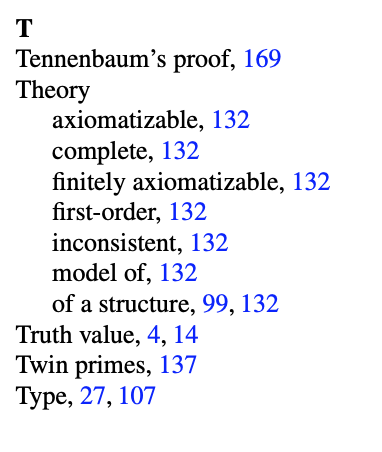 T
Tennenbaum’s proof, 169
Theory
axiomatizable, 132
complete, 132
finitely axiomatizable, 132
first-order, 132
inconsistent, 132
model of, 132
of a structure, 99, 132
Truth value, 4, 14
Twin primes, 137
Type, 27, 107